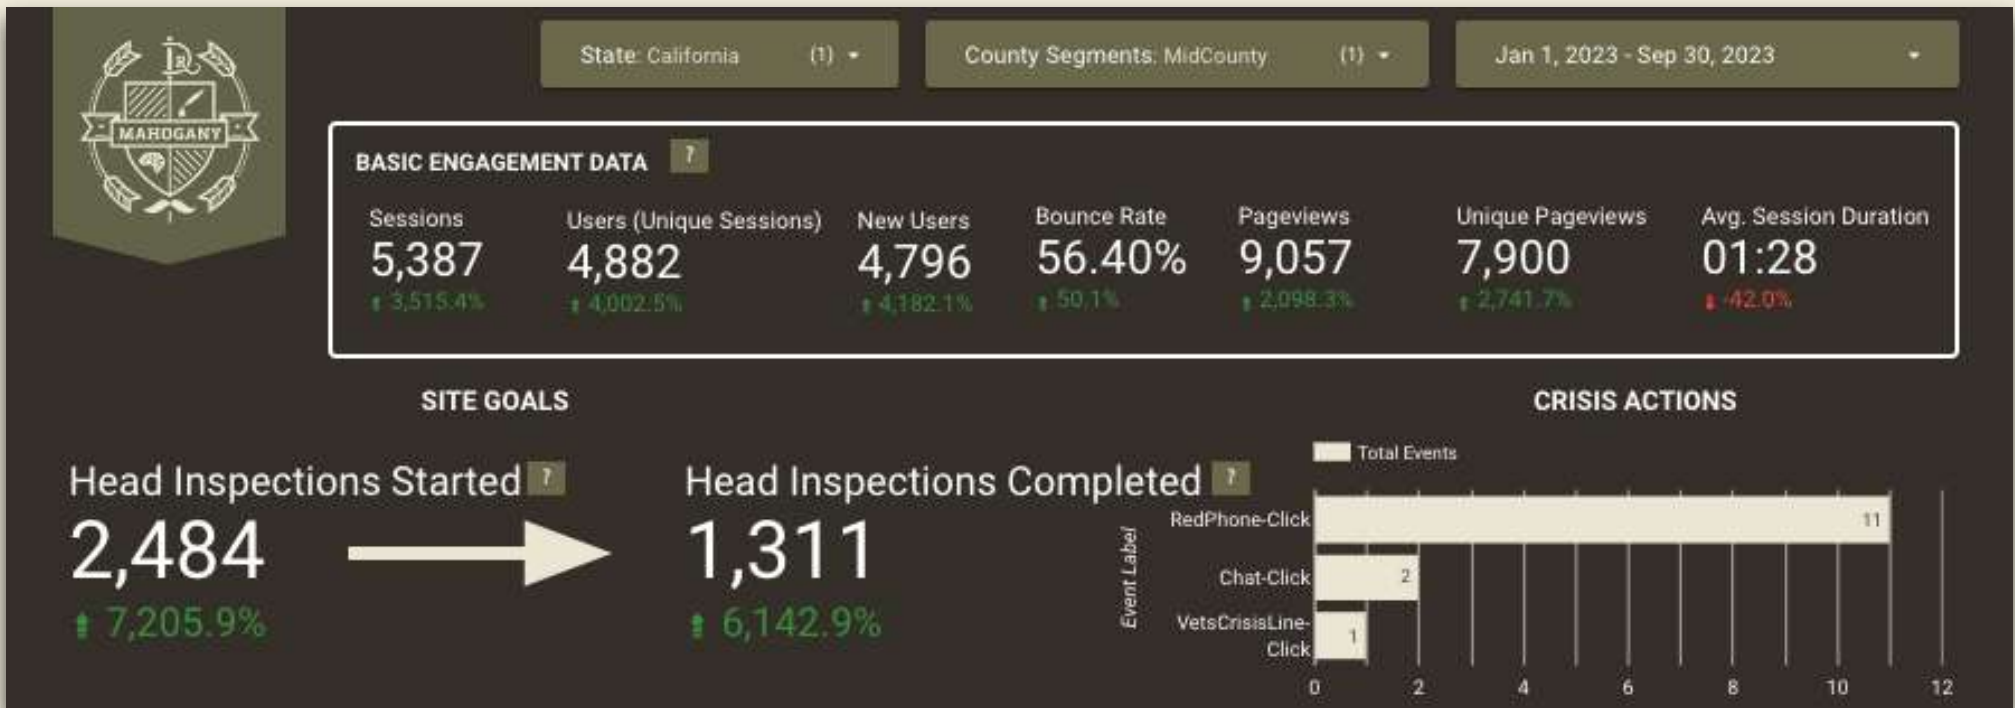 DR
MAHOGANY
State: California (1)
County Segments: MidCounty (1)
Jan 1, 2023 - Sep 30, 2023
BASIC ENGAGEMENT DATA ?
Sessions
5,387
3,515.4%
Users (Unique Sessions)
4,882
4,002.5%
New Users
4,796
4,182.1%
Bounce Rate
56.40%
50.1%
Pageviews
9,057
2,098.3%
Unique Pageviews
7,900
2,741.7%
Avg. Session Duration
01:28
-42.0%
SITE GOALS
Head Inspections Started ?
2,484
7,205.9%
Head Inspections Completed ?
1,311
6,142.9%
CRISIS ACTIONS
Total Events
Event Label
RedPhone-Click
11
Chat-Click
2
VetsCrisisLine-
Click
1
0 2 4 6 8 10 12